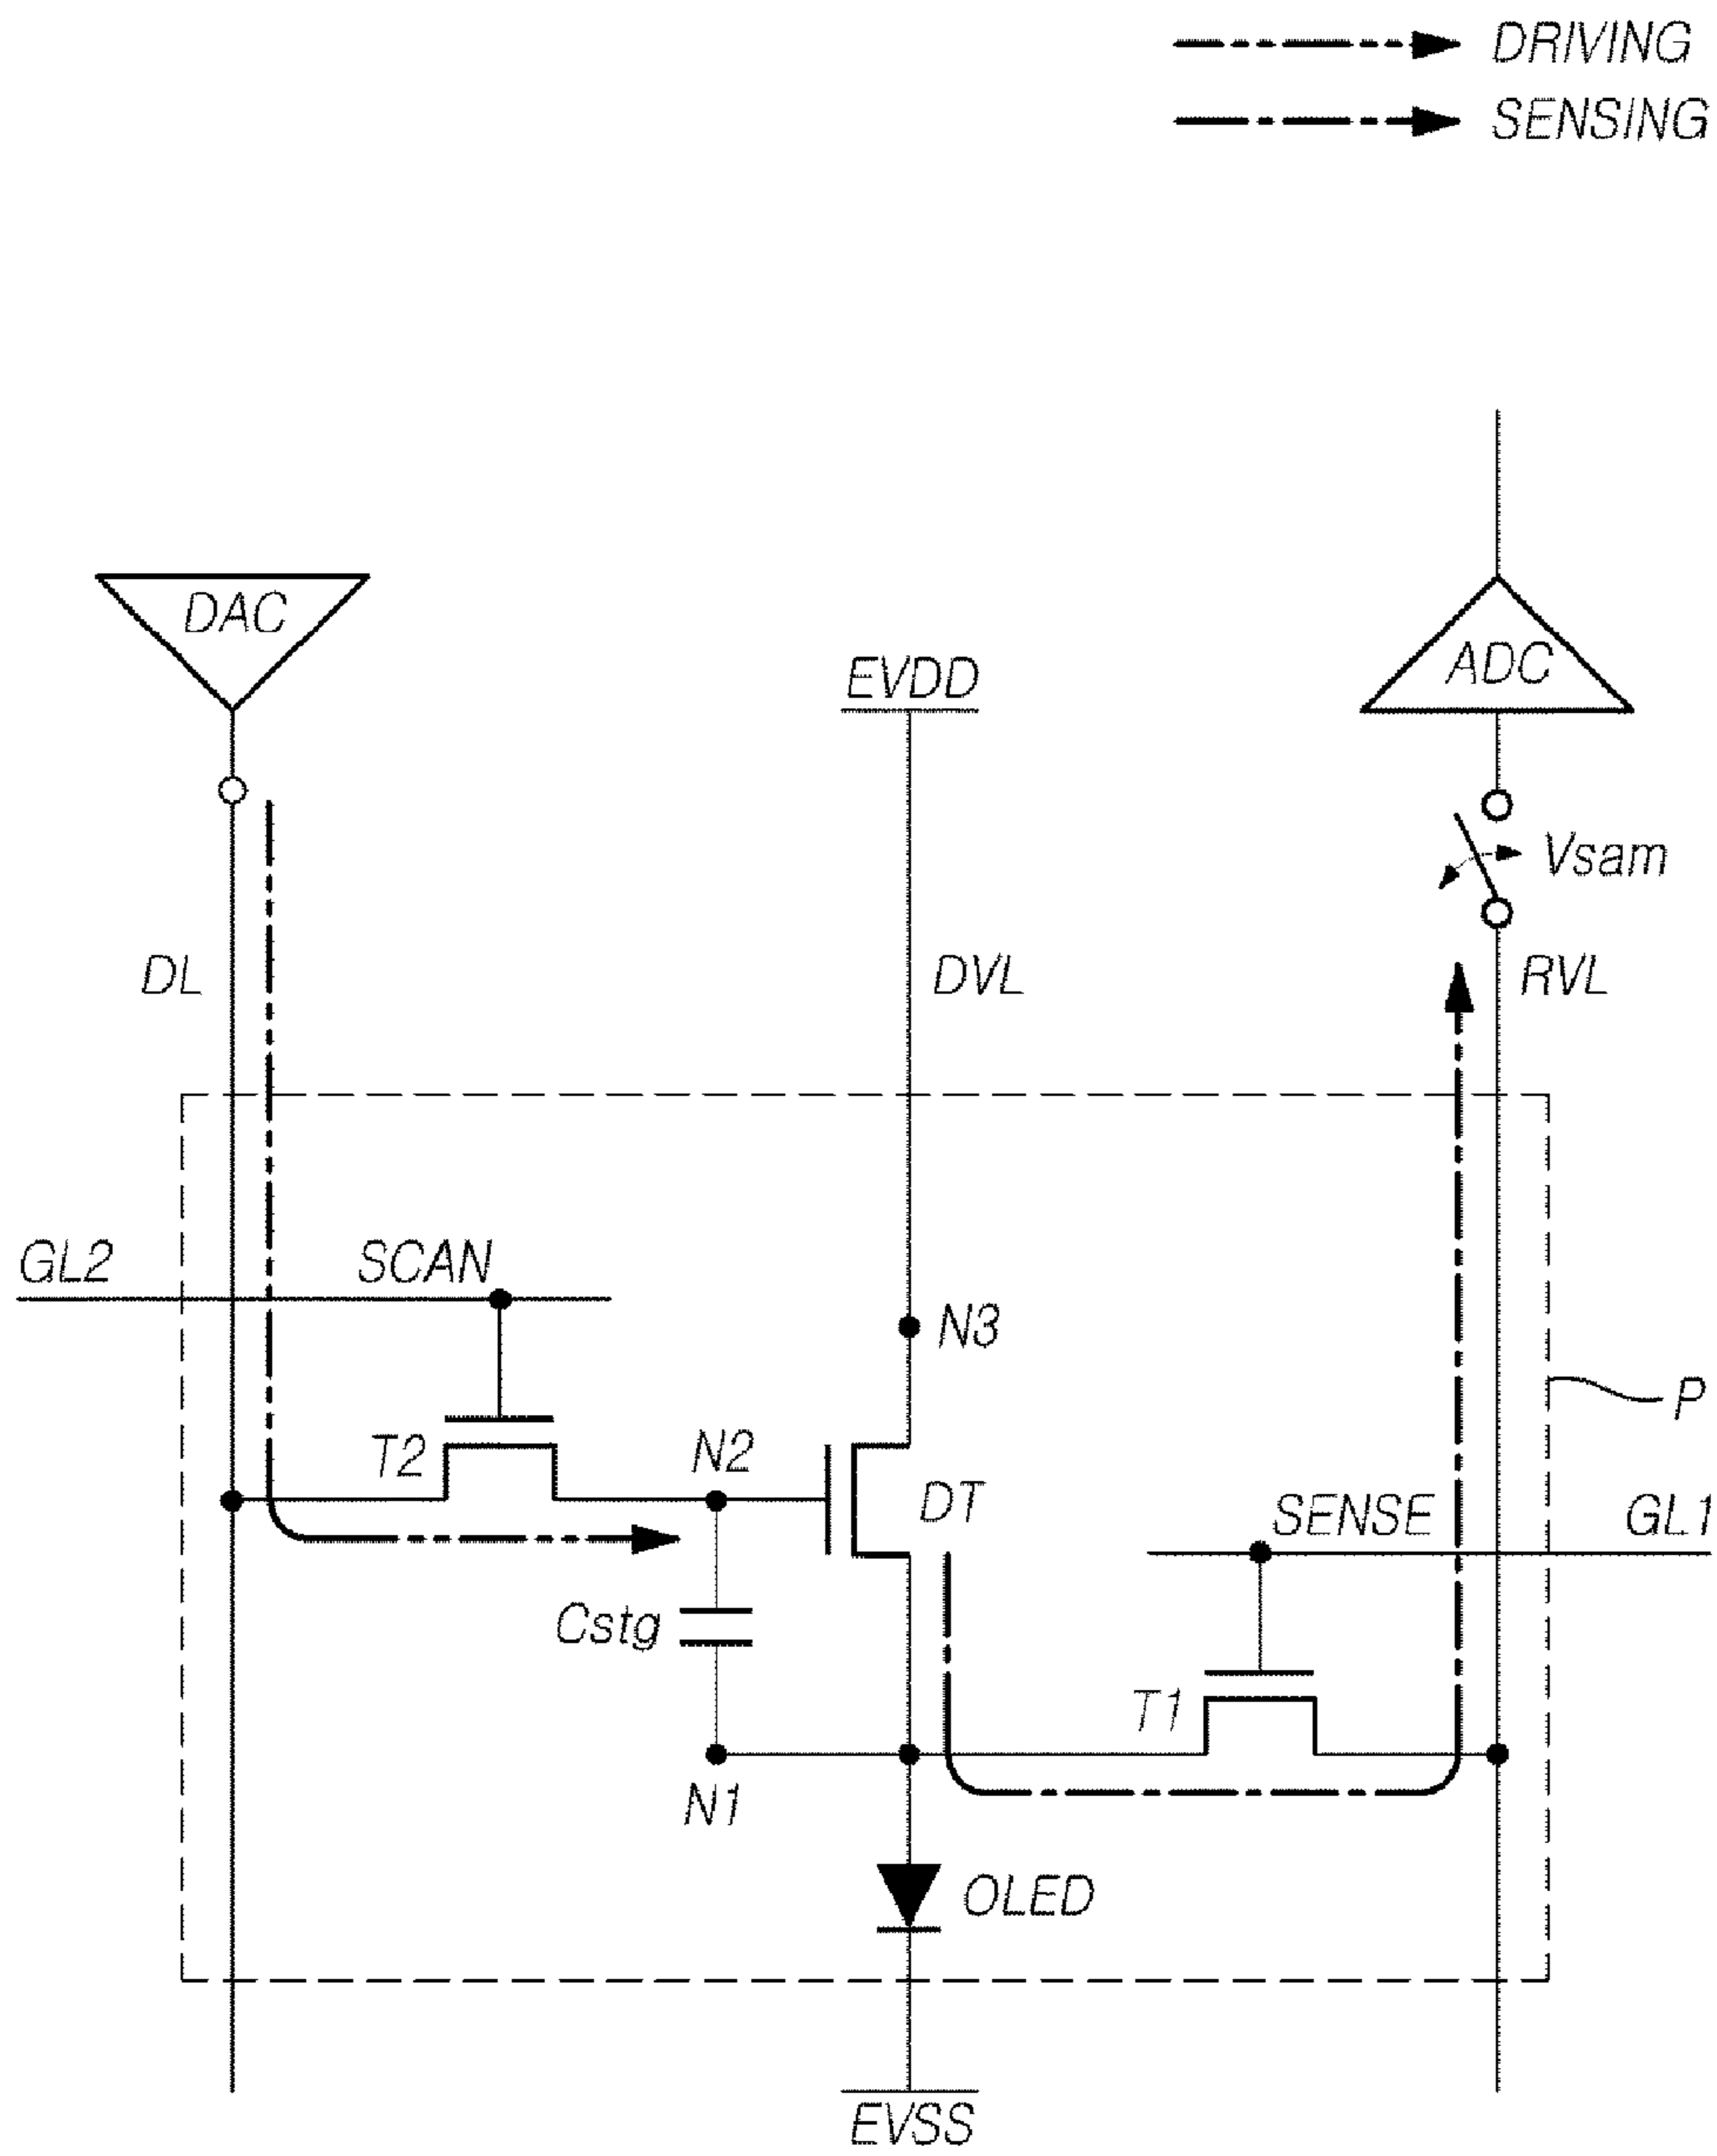 DRIVING
SENSING
DAC
EVDD
ADC
Vsam
DL
DVL
RVL
GL2
SCAN
N3
P
T2
N2
DT
SENSE
GL1
Cstg
T1
N1
OLED
EVSS